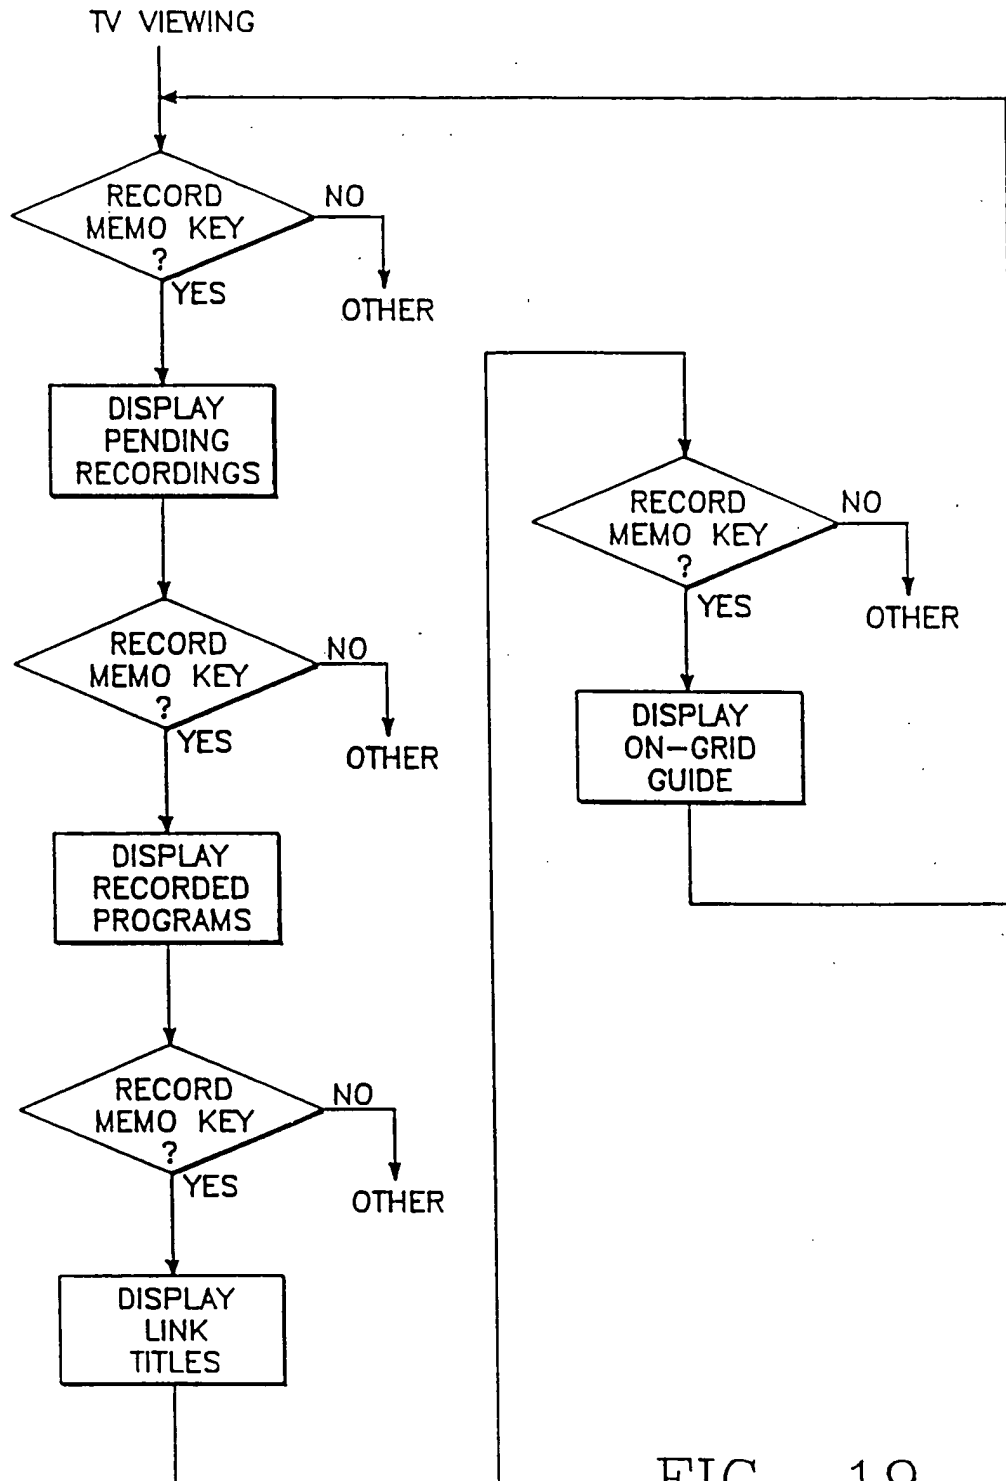 TV VIEWING
RECORD
MEMO KEY
?
NO
YES
OTHER
DISPLAY
PENDING
RECORDINGS
RECORD
MEMO KEY
?
NO
YES
OTHER
DISPLAY
RECORDED
PROGRAMS
RECORD
MEMO KEY
?
NO
YES
OTHER
DISPLAY
LINK
TITLES
RECORD
MEMO KEY
?
NO
YES
OTHER
DISPLAY
ON-GRID
GUIDE
FIG. 19